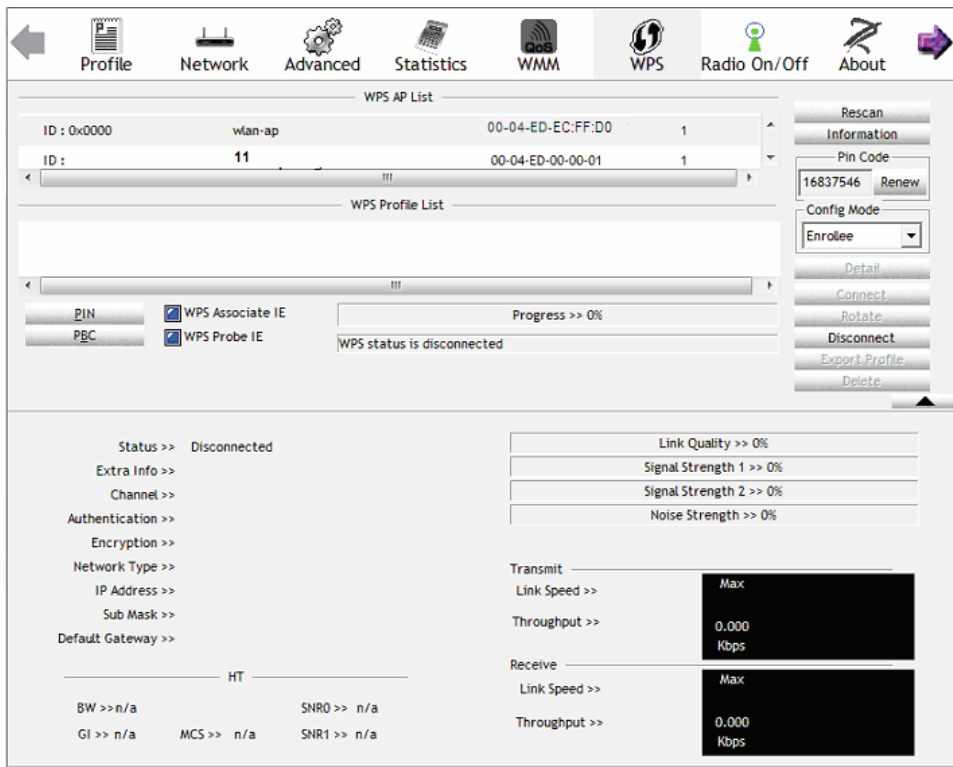 Profile Network Advanced Statistics QoS WMM WPS Radio On/Off About
WPS AP List
ID : 0x0000 wlan-ap 00-04-ED-EC:FF:D0 1
ID : 11 00-04-ED-00-00-01 1
Rescan
Information
Pin Code
16837546 Renew
Config Mode
Enrollee
Detail
Connect
Rotate
Disconnect
Export Profile
Delete
WPS Profile List
PIN WPS Associate IE Progress >> 0%
PBC WPS Probe IE WPS status is disconnected
Status >> Disconnected
Extra Info >>
Channel >>
Authentication >>
Encryption >>
Network Type >>
IP Address >>
Sub Mask >>
Default Gateway >>
HT
BW >>n/a SNR0 >> n/a
GI >> n/a MCS >> n/a SNR1 >> n/a
Link Quality >> 0%
Signal Strength 1 >> 0%
Signal Strength 2 >> 0%
Noise Strength >> 0%
Transmit
Link Speed >> Max
Throughput >> 0.000
Kbps
Receive
Link Speed >> Max
Throughput >> 0.000
Kbps